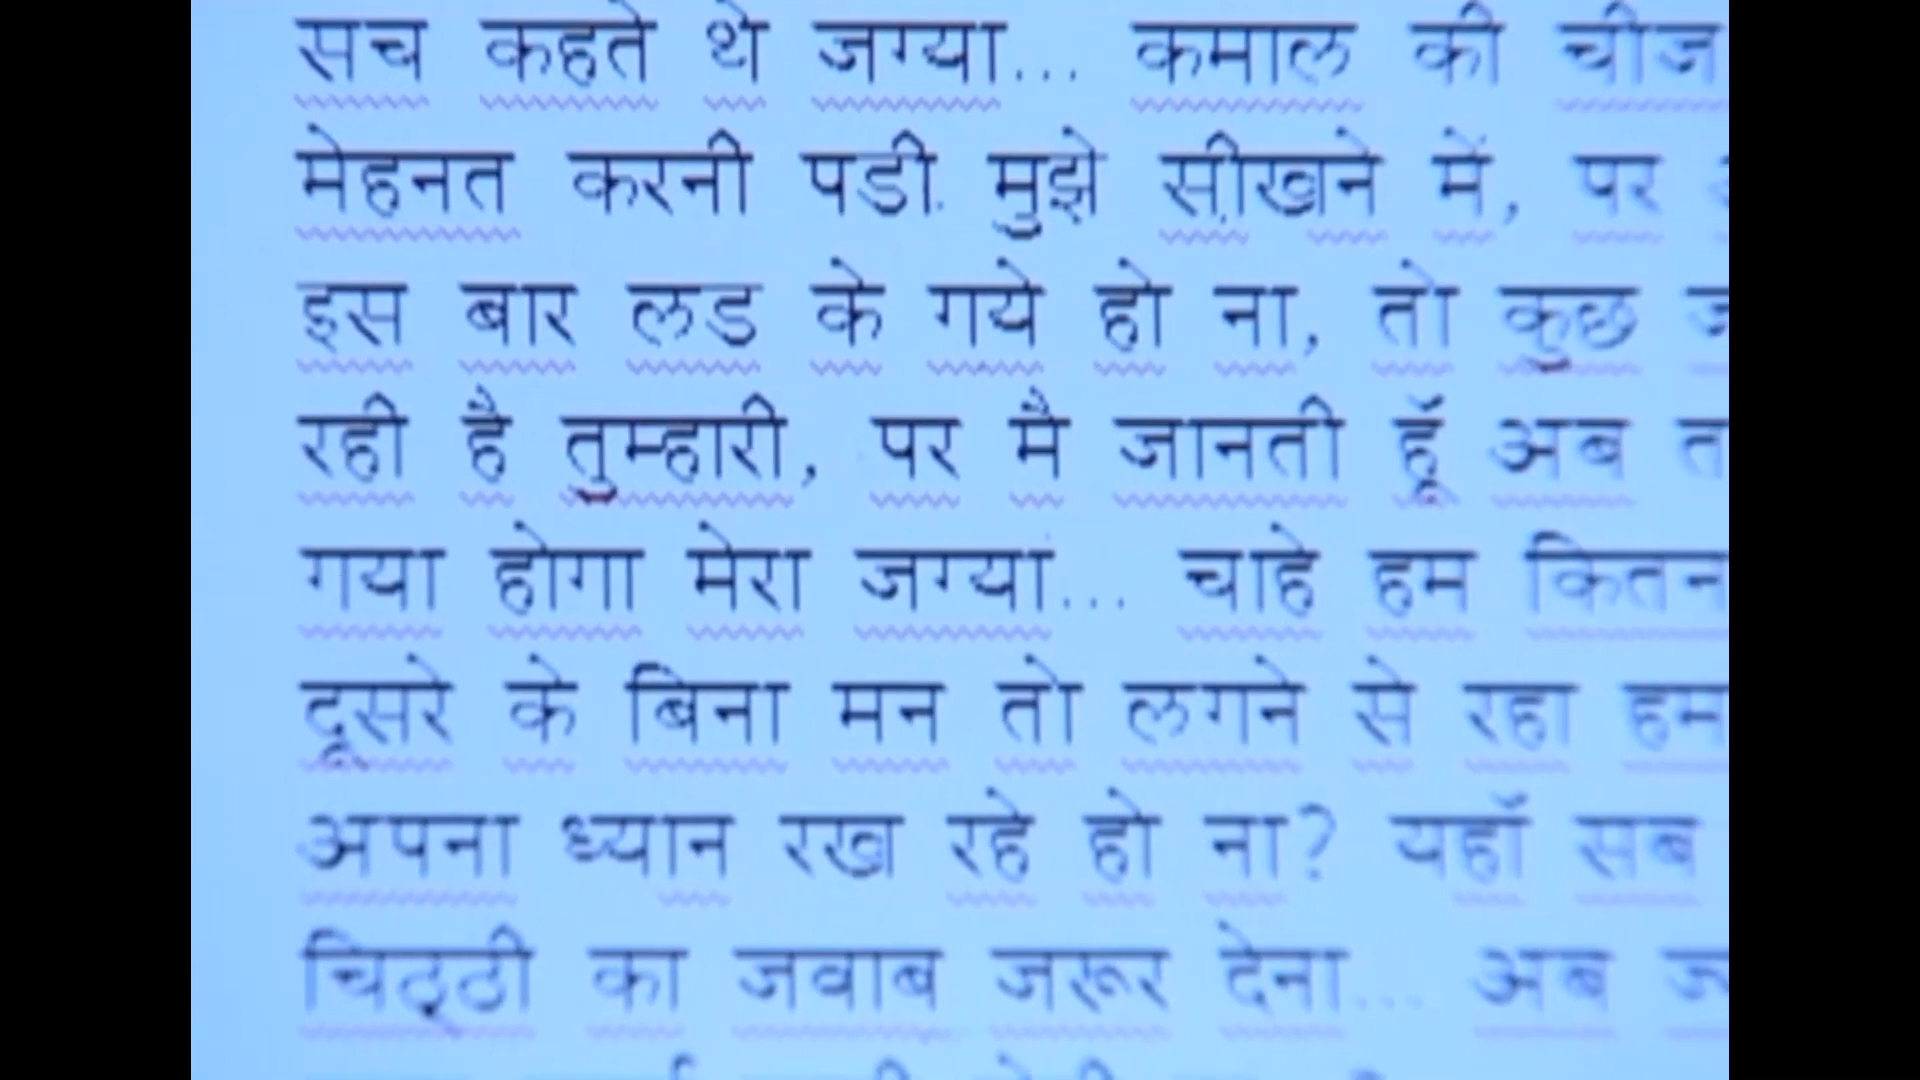 सच कहते थे जग्या... कमाल की चीज
मेहनत करनी पडी मुझे सीखने में, पर
इस बार लड के गये हो ना, तो कुछ
रही है तुम्हारी, पर मै जानती हूँ अब
गया होगा मेरा जग्या... चाहे हम
दूसरे के बिना मन तो लगने से रहा हम
अपना ध्यान रख रहे हो ना? यहाँ सब
चिठ्ठी का जवाब जरूर देना... अब